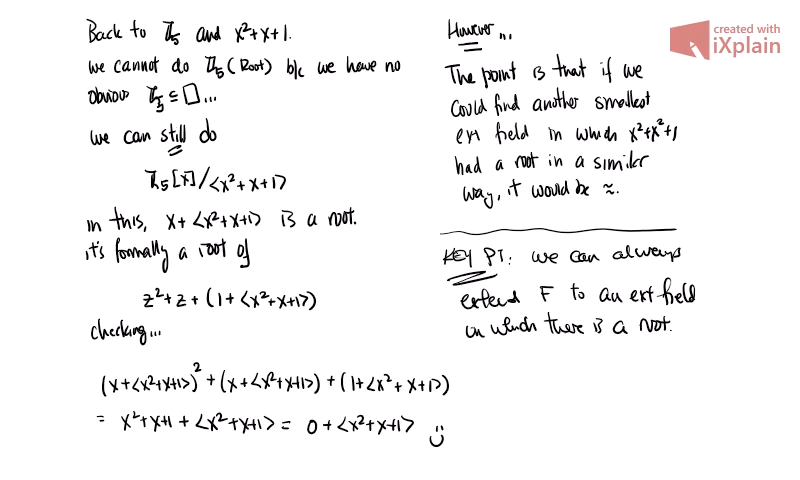 Back to ℤ₅ and x²+x+1.
we cannot do ℤ₅(Root) b/c we have no
obvious ℤ₅ ⊆ □...
we can still do
ℤ₅[x]/<x²+x+1>
in this, x+<x²+x+1> is a root.
it's formally a root of
z²+z+(1+<x²+x+1>)
checking...
(x+<x²+x+1>)²+(x+<x²+x+1>)+(1+<x²+x+1>)
= x²+x+1+<x²+x+1> = 0+<x²+x+1> :)
However...
The point is that if we
could find another smallest
ext field in which x²+x²+1
had a root in a similar
way, it would be ≈.
KEY PT: we can always
extend F to an ext field
in which there is a root.
created with
iXplain